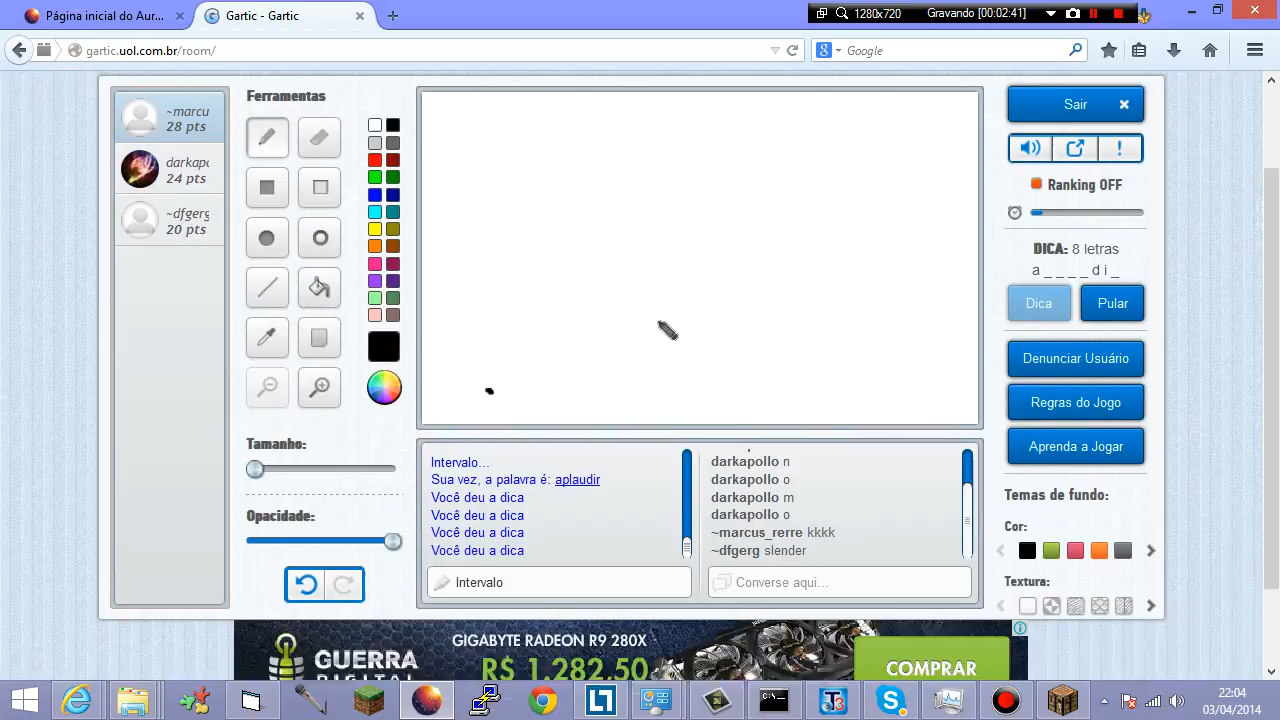 Página inicial do Aur...
Gartic - Gartic
1280x720
Gravando [00:02:41]
gartic.uol.com.br/room/
Google
~marcu
28 pts
darkap
24 pts
~dfgerg
20 pts
Ferramentas
Tamanho:
Opacidade:
Intervalo...
Sua vez, a palavra é: aplaudir
Você deu a dica
Você deu a dica
Você deu a dica
Você deu a dica
Intervalo
darkapollo n
darkapollo o
darkapollo m
darkapollo o
~marcus_rerre kkkk
~dfgerg slender
Converse aqui...
Sair
Ranking OFF
DICA: 8 letras
a _ _ _ _ d i _
Dica
Pular
Denunciar Usuário
Regras do Jogo
Aprenda a Jogar
Temas de fundo:
Cor:
Textura:
GUERRA
DIGITAL
GIGABYTE RADEON R9 280X
R$ 1.282,50
COMPRAR
22:04
03/04/2014